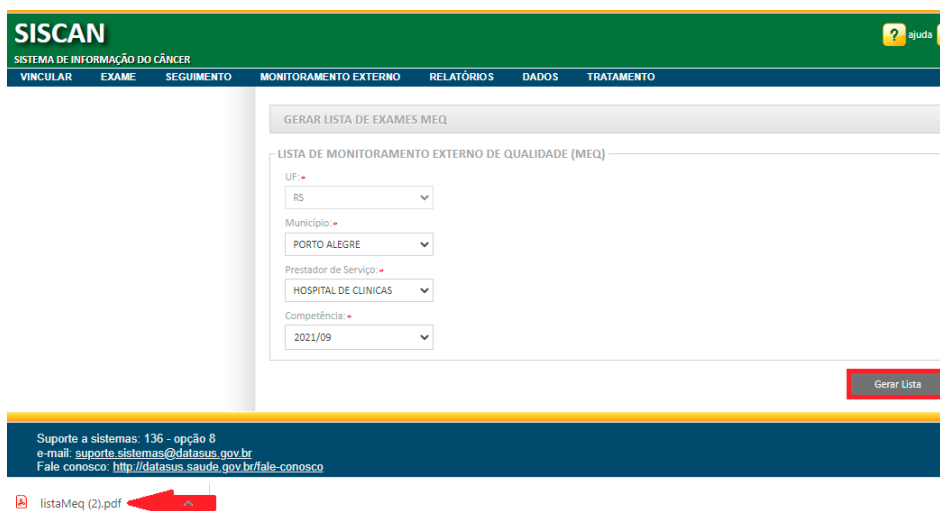 SISCAN
SISTEMA DE INFORMAÇÃO DO CÂNCER
? ajuda
VINCULAR EXAME SEGUIMENTO MONITORAMENTO EXTERNO RELATÓRIOS DADOS TRATAMENTO
GERAR LISTA DE EXAMES MEQ
LISTA DE MONITORAMENTO EXTERNO DE QUALIDADE (MEQ)
UF:
RS
Município:
PORTO ALEGRE
Prestador de Serviço:
HOSPITAL DE CLINICAS
Competência:
2021/09
Gerar Lista
Suporte a sistemas: 136 - opção 8
e-mail: suporte.sistemas@datasus.gov.br
Fale conosco: http://datasus.saude.gov.br/fale-conosco
listaMeq (2).pdf